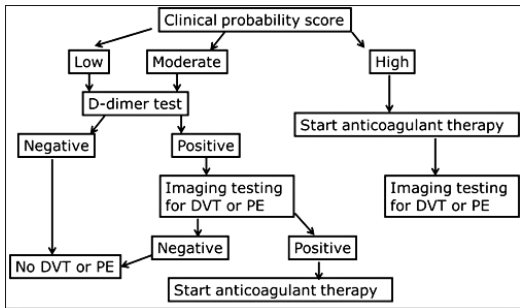 Clinical probability score
Low
Moderate
High
D-dimer test
Start anticoagulant therapy
Negative
Positive
Imaging testing
for DVT or PE
Imaging testing
for DVT or PE
Negative
Positive
No DVT or PE
Start anticoagulant therapy